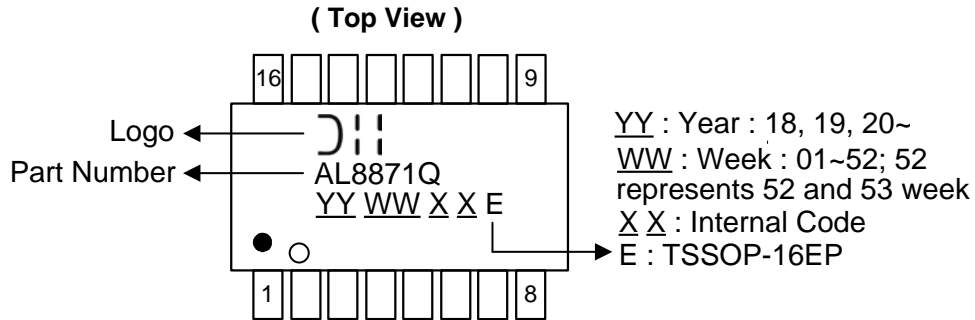 ( Top View )
16
9
Logo
Part Number
AL8871Q
YY WW X X E
1
8
YY : Year : 18, 19, 20~
WW : Week : 01~52; 52
represents 52 and 53 week
X X : Internal Code
E : TSSOP-16EP